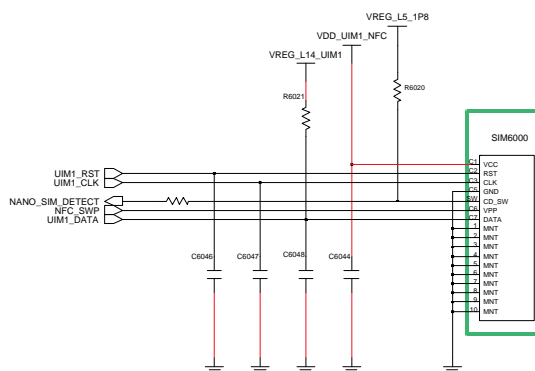 VREG_L5_1P8
VDD_UIM1_NFC
VREG_L14_UIM1
R6021
R6020
SIM6000
UIM1_RST
UIM1_CLK
NANO_SIM_DETECT
NFC_SWP
UIM1_DATA
C1 VCC
C2 RST
C3 CLK
C5 GND
SW CD_SW
C6 VPP
C7 DATA
1 MNT
2 MNT
3 MNT
4 MNT
5 MNT
6 MNT
7 MNT
8 MNT
9 MNT
10 MNT
C6046
C6047
C6048
C6044